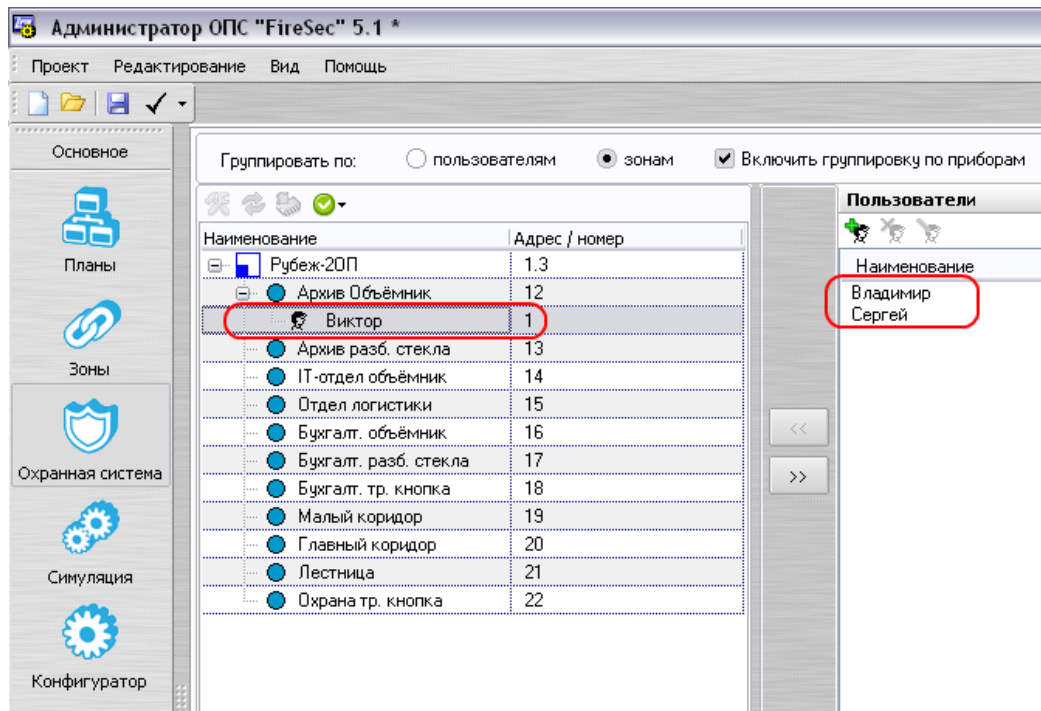 Администратор ОПС "FireSec" 5.1 *
Проект Редактирование Вид Помощь
Основное
Группировать по: пользователям зонам Включить группировку по приборам
Пользователи
Наименование Адрес / номер
Наименование
Планы
Рубеж-2ОП 1.3
Архив Объёмник 12
Владимир
Виктор 1
Сергей
Зоны
Архив разб. стекла 13
IT-отдел объёмник 14
Отдел логистики 15
Бухгалт. объёмник 16
<<
Охранная система
Бухгалт. разб. стекла 17
>>
Бухгалт. тр. кнопка 18
Малый коридор 19
Главный коридор 20
Симуляция
Лестница 21
Охрана тр. кнопка 22
Конфигуратор